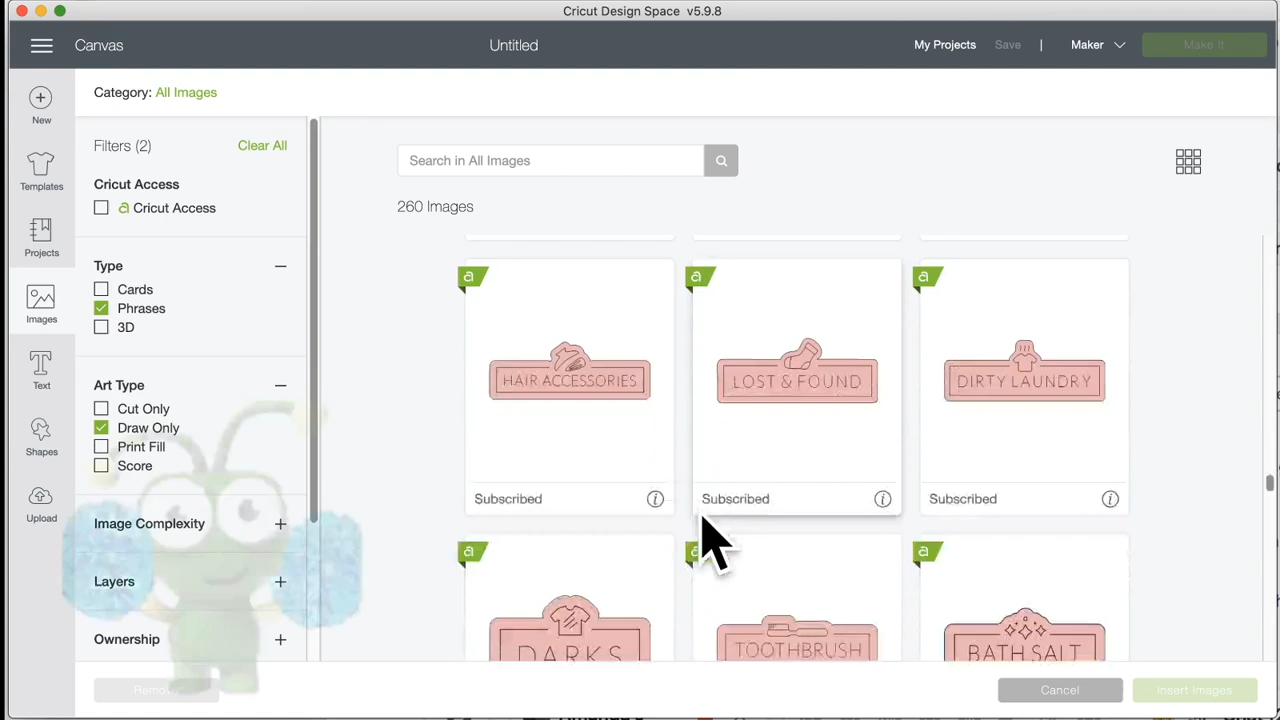 Cricut Design Space v5.9.8
Canvas
Untitled
My Projects
Save
|
Maker
Make It
New
Templates
Projects
Images
Text
Shapes
Upload
Category: All Images
Filters (2)
Clear All
Cricut Access
a Cricut Access
Type
Cards
Phrases
3D
Art Type
Cut Only
Draw Only
Print Fill
Score
Image Complexity
Layers
Ownership
Search in All Images
260 Images
a
a
a
HAIR ACCESSORIES
LOST & FOUND
DIRTY LAUNDRY
Subscribed
Subscribed
Subscribed
a
a
a
DARKS
TOOTHBRUSH
BATH SALT
Cancel
Insert Images